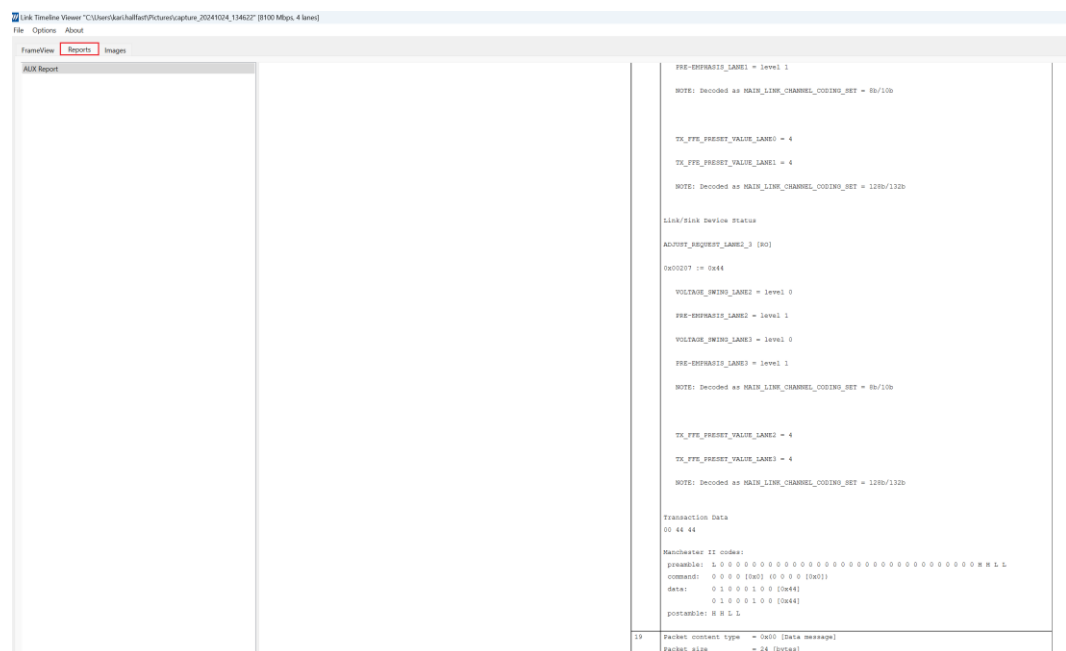 Link Timeline Viewer "C:\Users\kari.hallfast\Pictures\capture_20241024_134622" [8100 Mbps, 4 lanes]
File Options About
FrameView Reports Images
AUX Report
PRE-EMPHASIS_LANE1 = level 1
NOTE: Decoded as MAIN_LINK_CHANNEL_CODING_SET = 8b/10b
TX_FFE_PRESET_VALUE_LANE0 = 4
TX_FFE_PRESET_VALUE_LANE1 = 4
NOTE: Decoded as MAIN_LINK_CHANNEL_CODING_SET = 128b/132b
Link/Sink Device Status
ADJUST_REQUEST_LANE2_3 [RO]
0x00207 := 0x44
VOLTAGE_SWING_LANE2 = level 0
PRE-EMPHASIS_LANE2 = level 1
VOLTAGE_SWING_LANE3 = level 0
PRE-EMPHASIS_LANE3 = level 1
NOTE: Decoded as MAIN_LINK_CHANNEL_CODING_SET = 8b/10b
TX_FFE_PRESET_VALUE_LANE2 = 4
TX_FFE_PRESET_VALUE_LANE3 = 4
NOTE: Decoded as MAIN_LINK_CHANNEL_CODING_SET = 128b/132b
Transaction Data
00 44 44
Manchester II codes:
preamble: L 0 0 0 0 0 0 0 0 0 0 0 0 0 0 0 0 0 0 0 0 0 0 0 0 0 0 0 0 0 0 0 0 H H L L
command: 0 0 0 0 [0x0] (0 0 0 0 [0x0])
data: 0 1 0 0 0 1 0 0 [0x44]
0 1 0 0 0 1 0 0 [0x44]
postamble: H H L L
19 Packet content type = 0x00 [Data message]
Packet size = 24 [bytes]